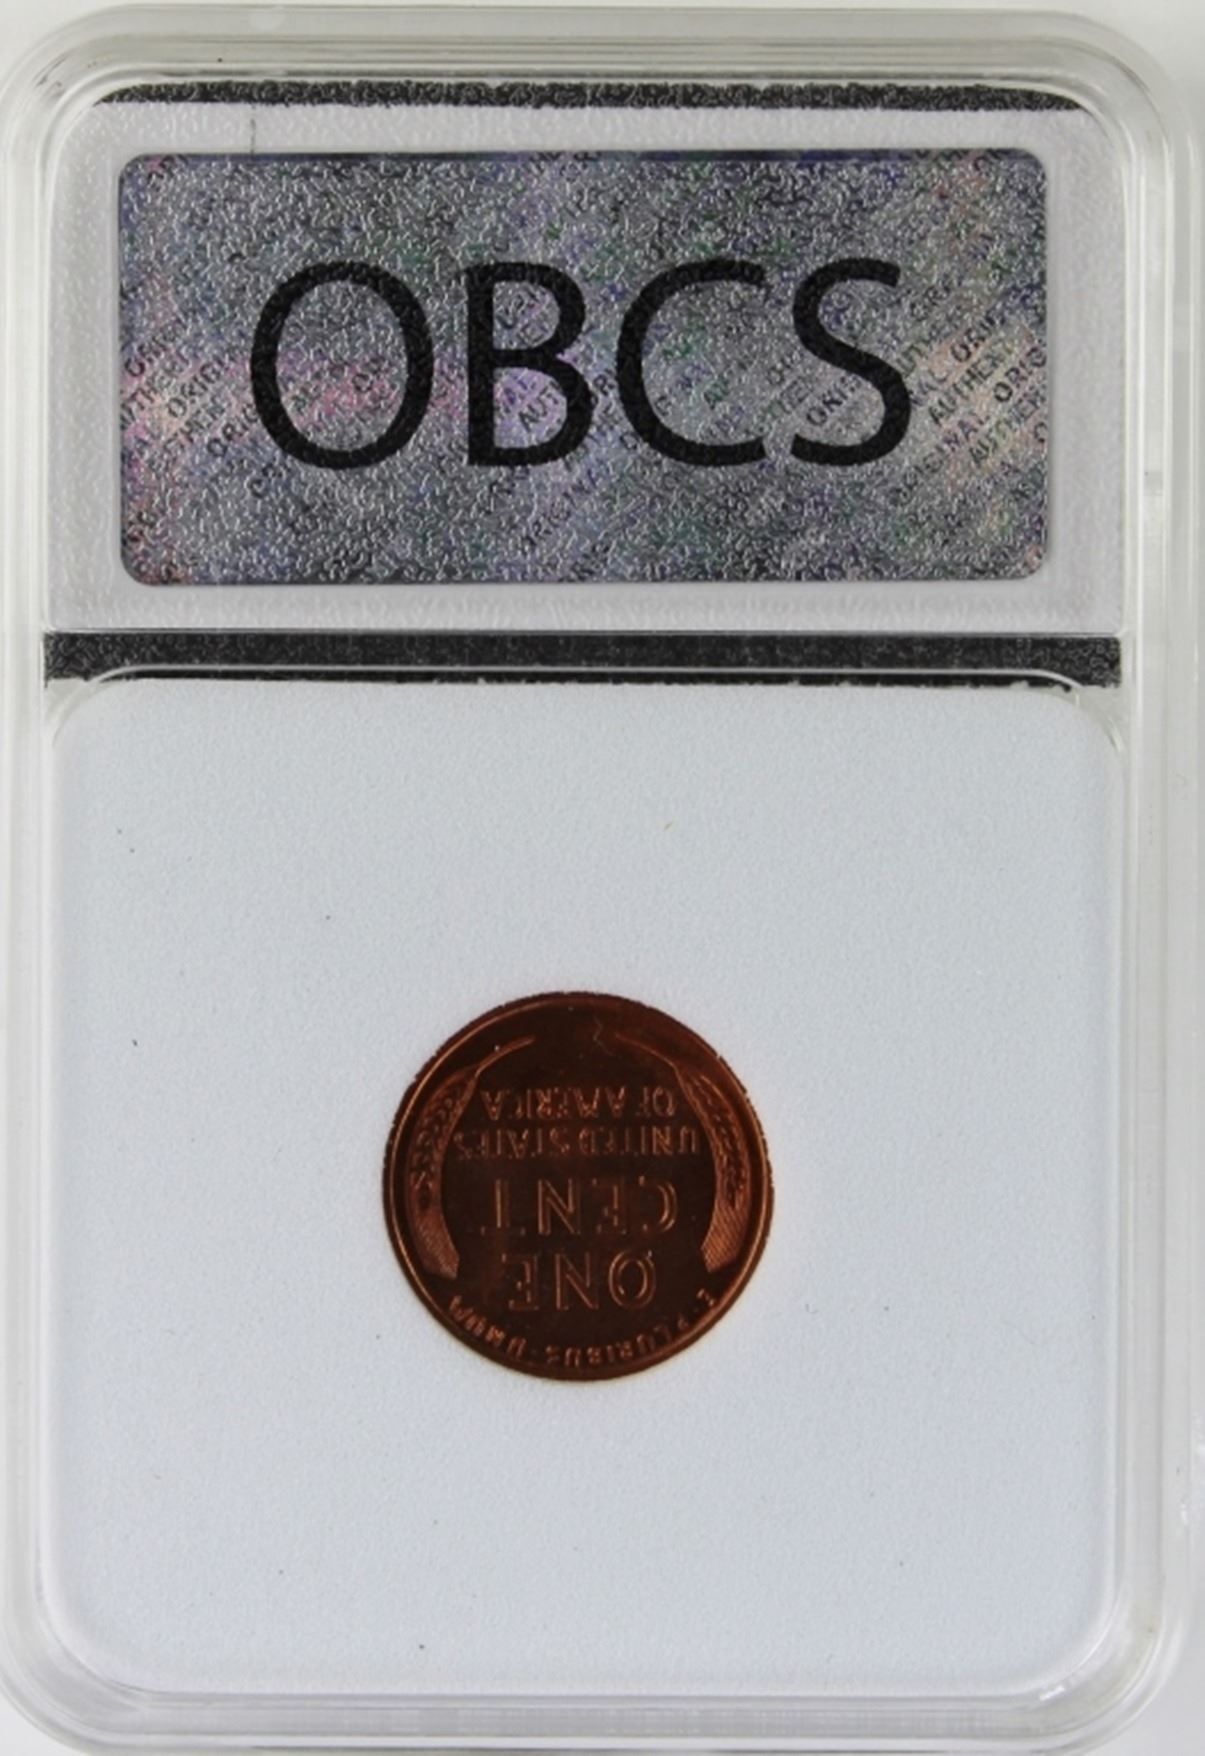 OBCS
E·PLURIBUS·UNUM
ONE
CENT
UNITED STATES
OF AMERICA